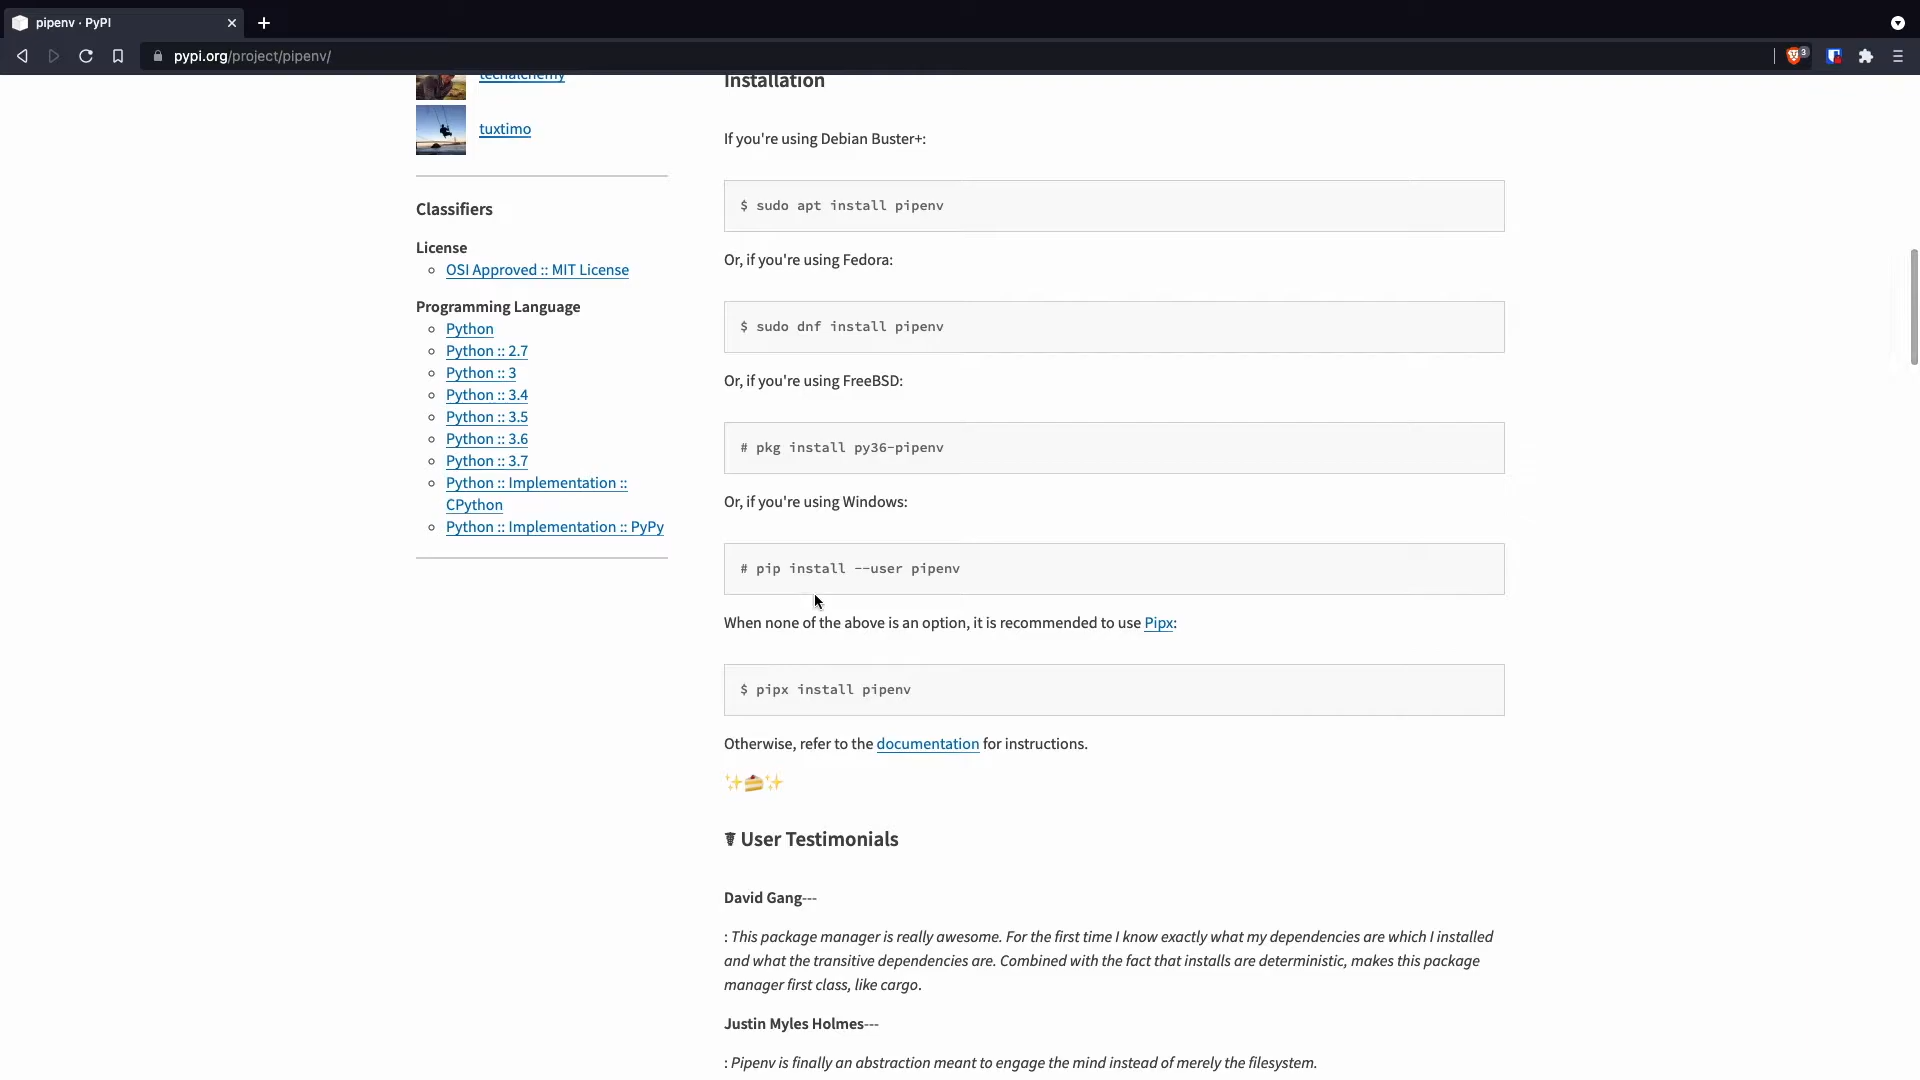 pipenv · PyPI
pypi.org/project/pipenv/
3
techalchemy
tuxtimo
Classifiers
License
OSI Approved :: MIT License
Programming Language
Python
Python :: 2.7
Python :: 3
Python :: 3.4
Python :: 3.5
Python :: 3.6
Python :: 3.7
Python :: Implementation ::
CPython
Python :: Implementation :: PyPy
Installation
If you're using Debian Buster+:
$ sudo apt install pipenv
Or, if you're using Fedora:
$ sudo dnf install pipenv
Or, if you're using FreeBSD:
# pkg install py36-pipenv
Or, if you're using Windows:
# pip install --user pipenv
When none of the above is an option, it is recommended to use Pipx:
$ pipx install pipenv
Otherwise, refer to the documentation for instructions.
✨🍰✨
☤ User Testimonials
David Gang---
: This package manager is really awesome. For the first time I know exactly what my dependencies are which I installed
and what the transitive dependencies are. Combined with the fact that installs are deterministic, makes this package
manager first class, like cargo.
Justin Myles Holmes---
: Pipenv is finally an abstraction meant to engage the mind instead of merely the filesystem.